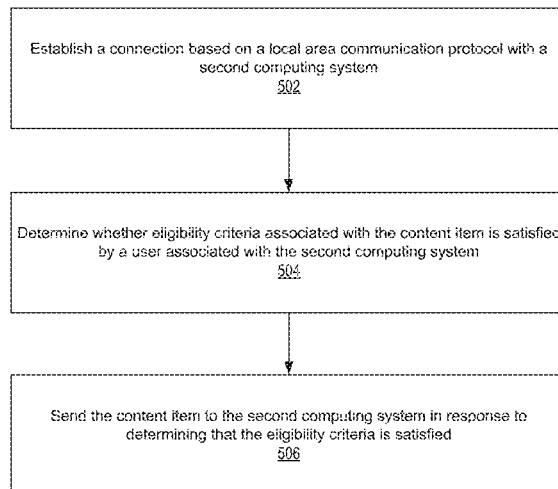 Establish a connection based on a local area communication protocol with a
second computing system
502
Determine whether eligibility criteria associated with the content item is satisfied
by a user associated with the second computing system
504
Send the content item to the second computing system in response to
determining that the eligibility criteria is satisfied
506